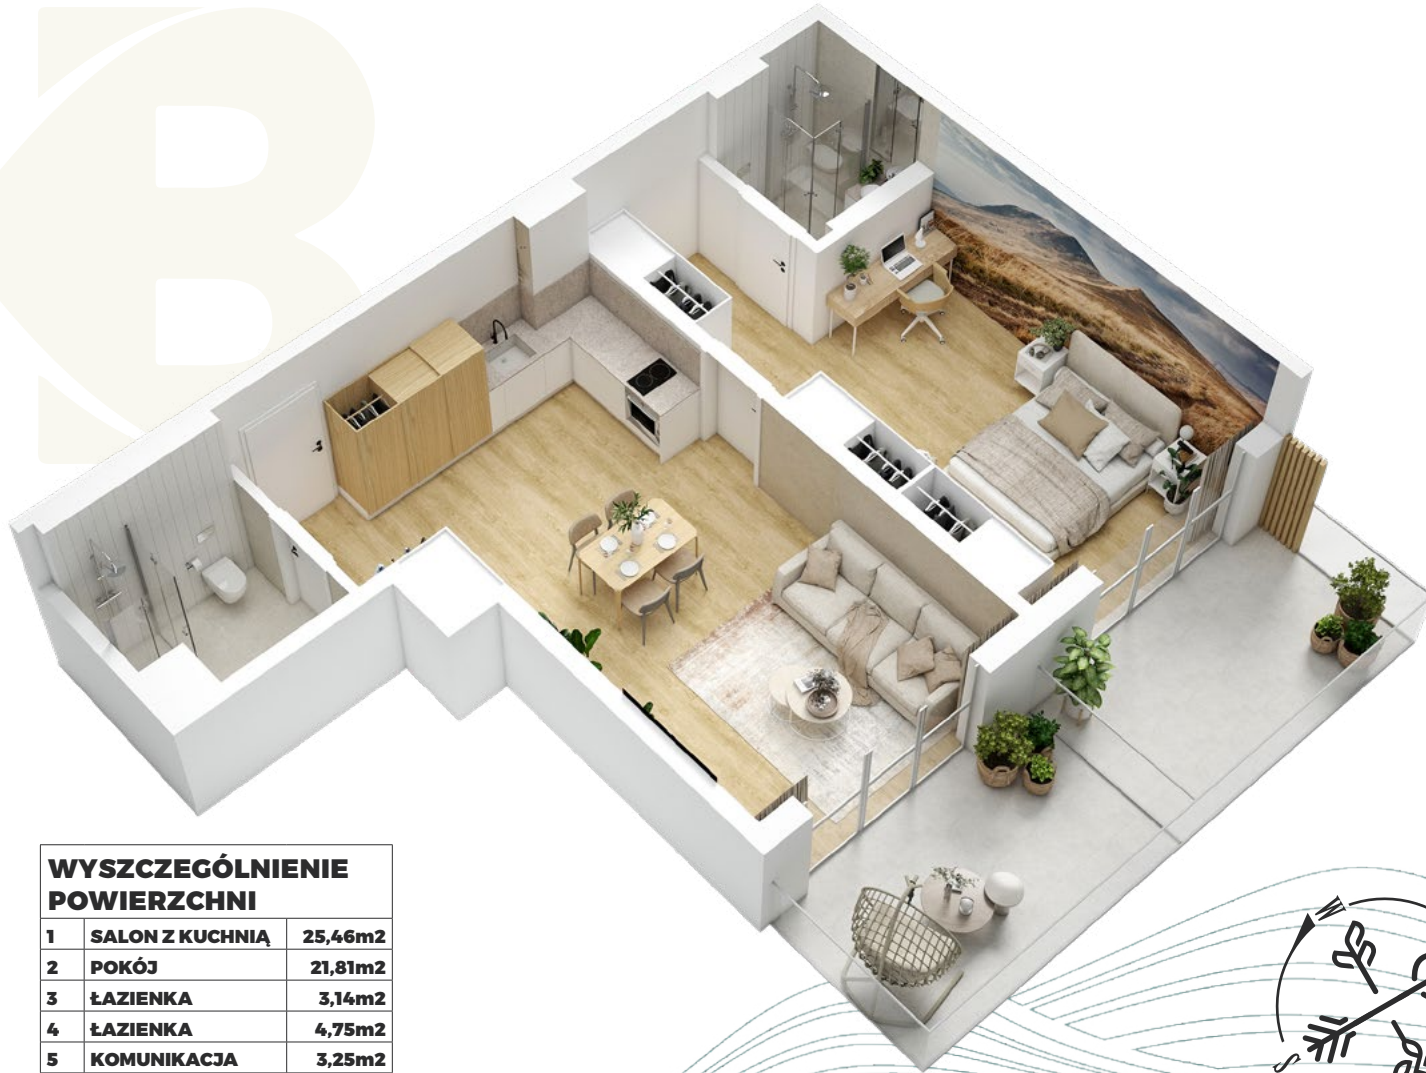 B
WYSZCZEGÓLNIENIE
POWIERZCHNI
1 SALON Z KUCHNIĄ 25,46m2
2 POKÓJ 21,81m2
3 ŁAZIENKA 3,14m2
4 ŁAZIENKA 4,75m2
5 KOMUNIKACJA 3,25m2
W
S